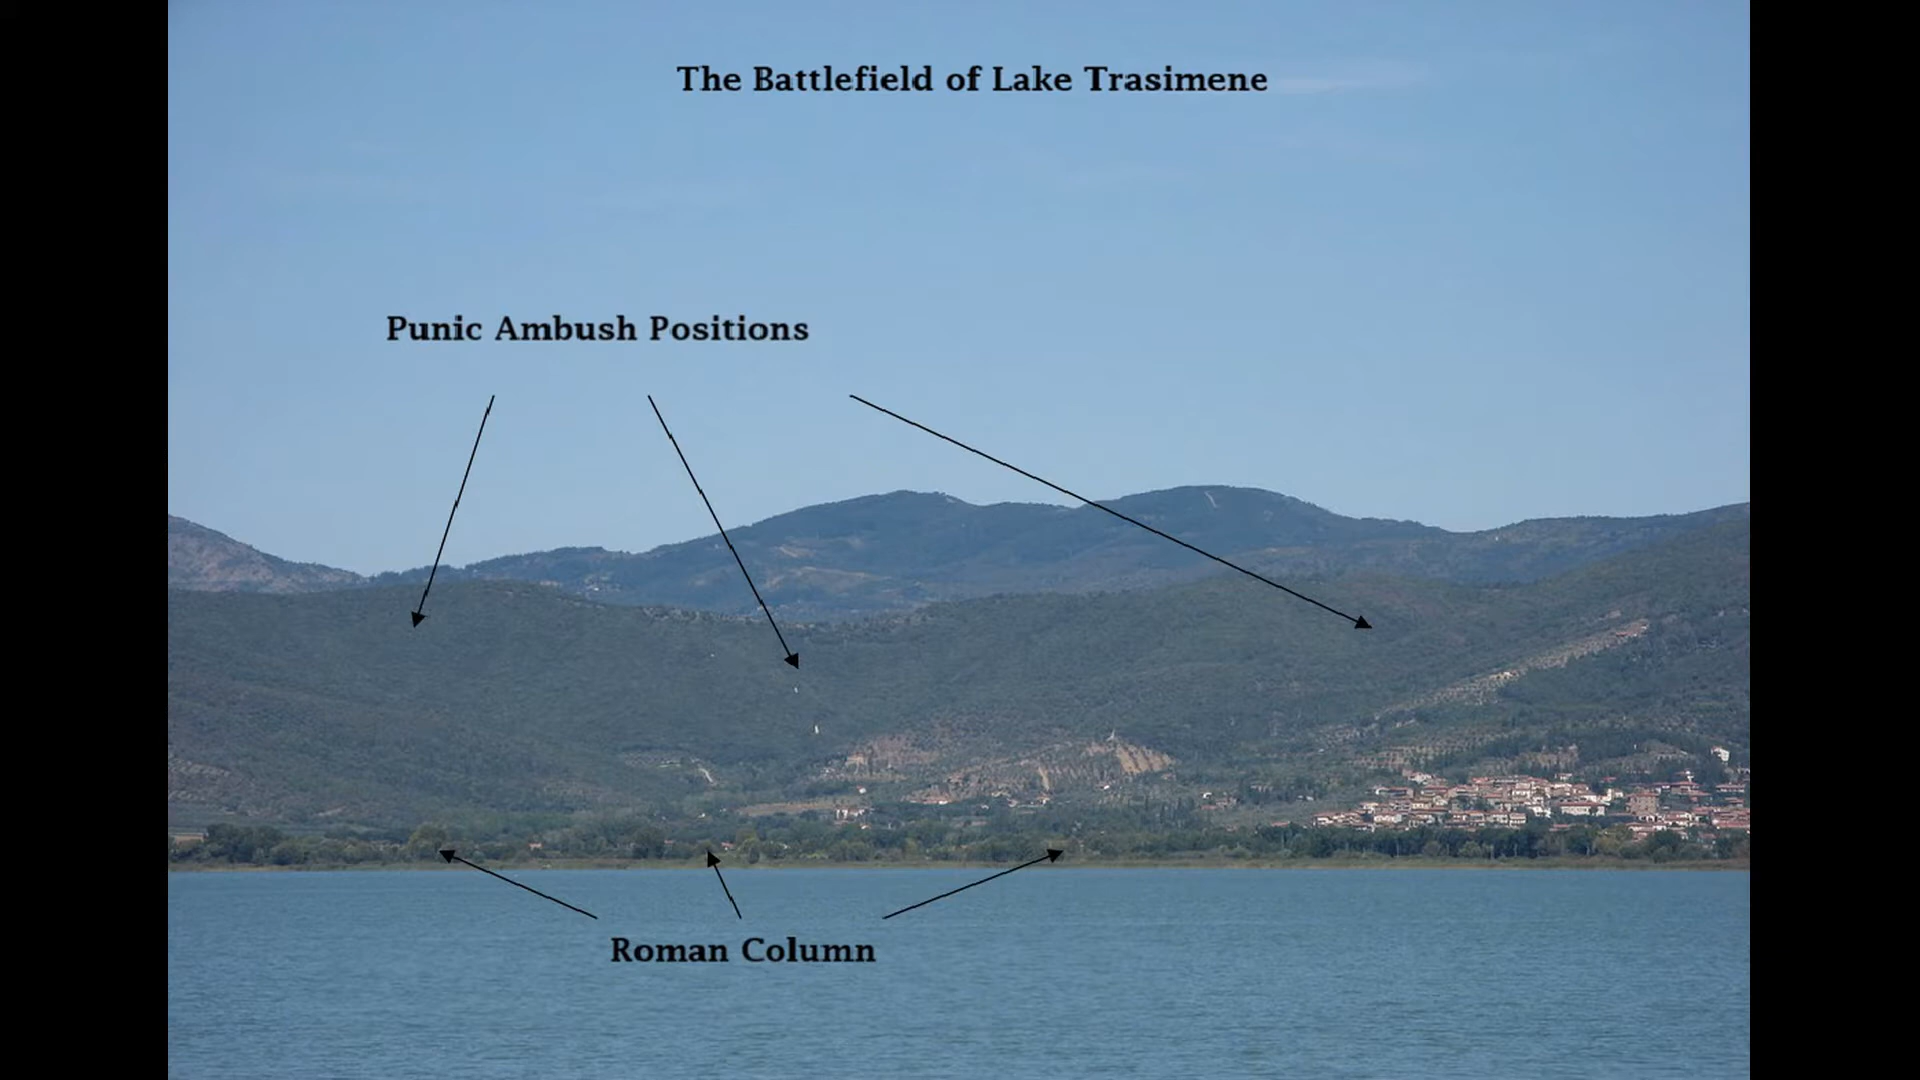 The Battlefield of Lake Trasimene
Punic Ambush Positions
Roman Column